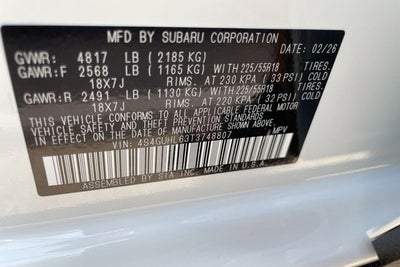 MFD BY SUBARU CORPORATION DATE: 02/26
GVWR: 4817 LB (2185 KG)
GAWR:F 2568 LB (1165 KG) WITH 225/55R18 TIRES.
18X7J RIMS AT 230 KPA (33 PSI) COLD
GAWR:R 2491 LB (1130 KG) WITH 225/55R18 TIRES.
18X7J RIMS AT 220 KPA (32 PSI) COLD
THIS VEHICLE CONFORMS TO ALL APPLICABLE FEDERAL MOTOR
VEHICLE SAFETY AND THEFT PREVENTION STANDARDS
IN EFFECT ON THE DATE OF MANUFACTURE SHOWN ABOVE.
VIN: 4S4GUHL63T3748807 MPV
ASSEMBLED BY SIA INC. MADE IN U.S.A.